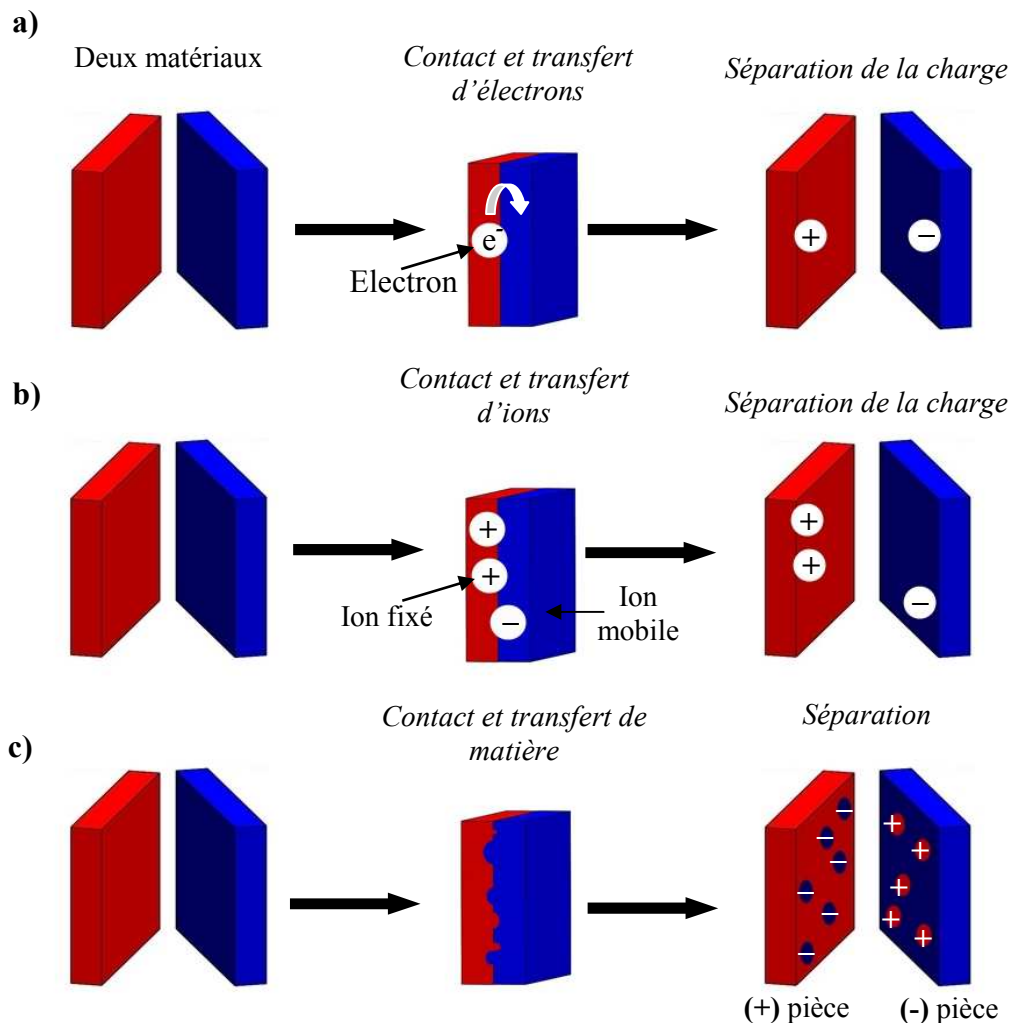 a)
Deux matériaux
Contact et transfert
d’électrons
Séparation de la charge
e-
Electron
+
−
b)
Contact et transfert
d’ions
Séparation de la charge
+
+
Ion fixé
−
Ion
mobile
+
+
−
c)
Contact et transfert de
matière
Séparation
− − − − − −
+ + + + +
(+) pièce
(-) pièce